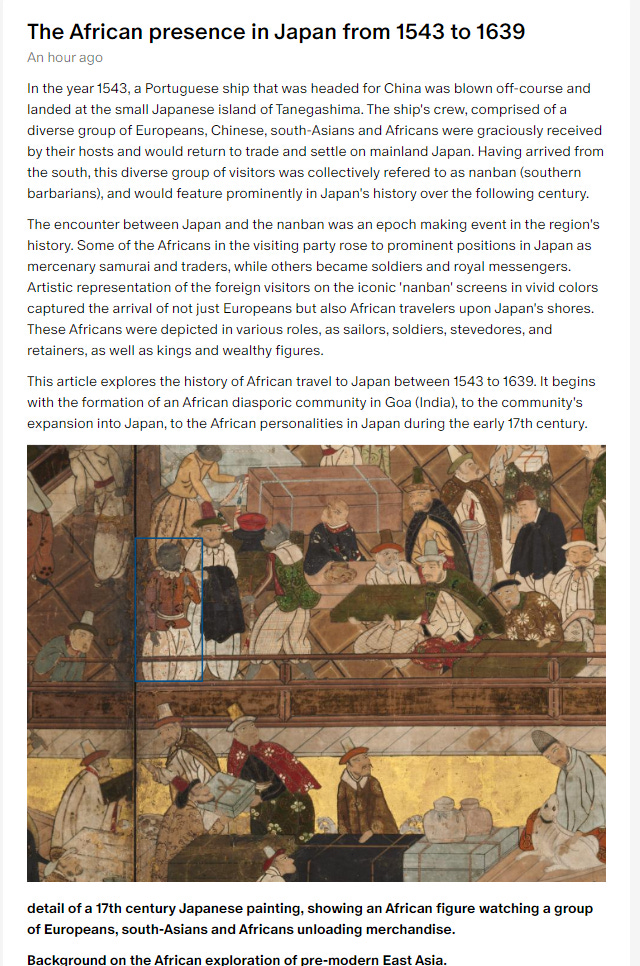 The African presence in Japan from 1543 to 1639
An hour ago
In the year 1543, a Portuguese ship that was headed for China was blown off-course and
landed at the small Japanese island of Tanegashima. The ship's crew, comprised of a
diverse group of Europeans, Chinese, south-Asians and Africans were graciously received
by their hosts and would return to trade and settle on mainland Japan. Having arrived from
the south, this diverse group of visitors was collectively refered to as nanban (southern
barbarians), and would feature prominently in Japan's history over the following century.
The encounter between Japan and the nanban was an epoch making event in the region's
history. Some of the Africans in the visiting party rose to prominent positions in Japan as
mercenary samurai and traders, while others became soldiers and royal messengers.
Artistic representation of the foreign visitors on the iconic 'nanban' screens in vivid colors
captured the arrival of not just Europeans but also African travelers upon Japan's shores.
These Africans were depicted in various roles, as sailors, soldiers, stevedores, and
retainers, as well as kings and wealthy figures.
This article explores the history of African travel to Japan between 1543 to 1639. It begins
with the formation of an African diasporic community in Goa (India), to the community's
expansion into Japan, to the African personalities in Japan during the early 17th century.
detail of a 17th century Japanese painting, showing an African figure watching a group
of Europeans, south-Asians and Africans unloading merchandise.
Background on the African exploration of pre-modern East Asia.